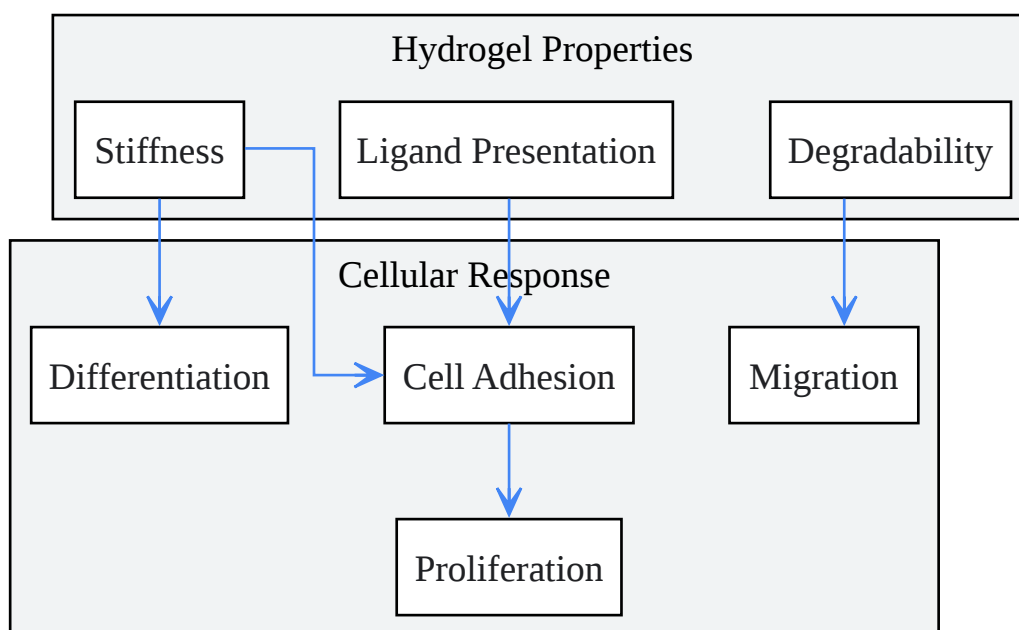 Hydrogel Properties
Stiffness
Ligand Presentation
Degradability
Cellular Response
Differentiation
Cell Adhesion
Migration
Proliferation